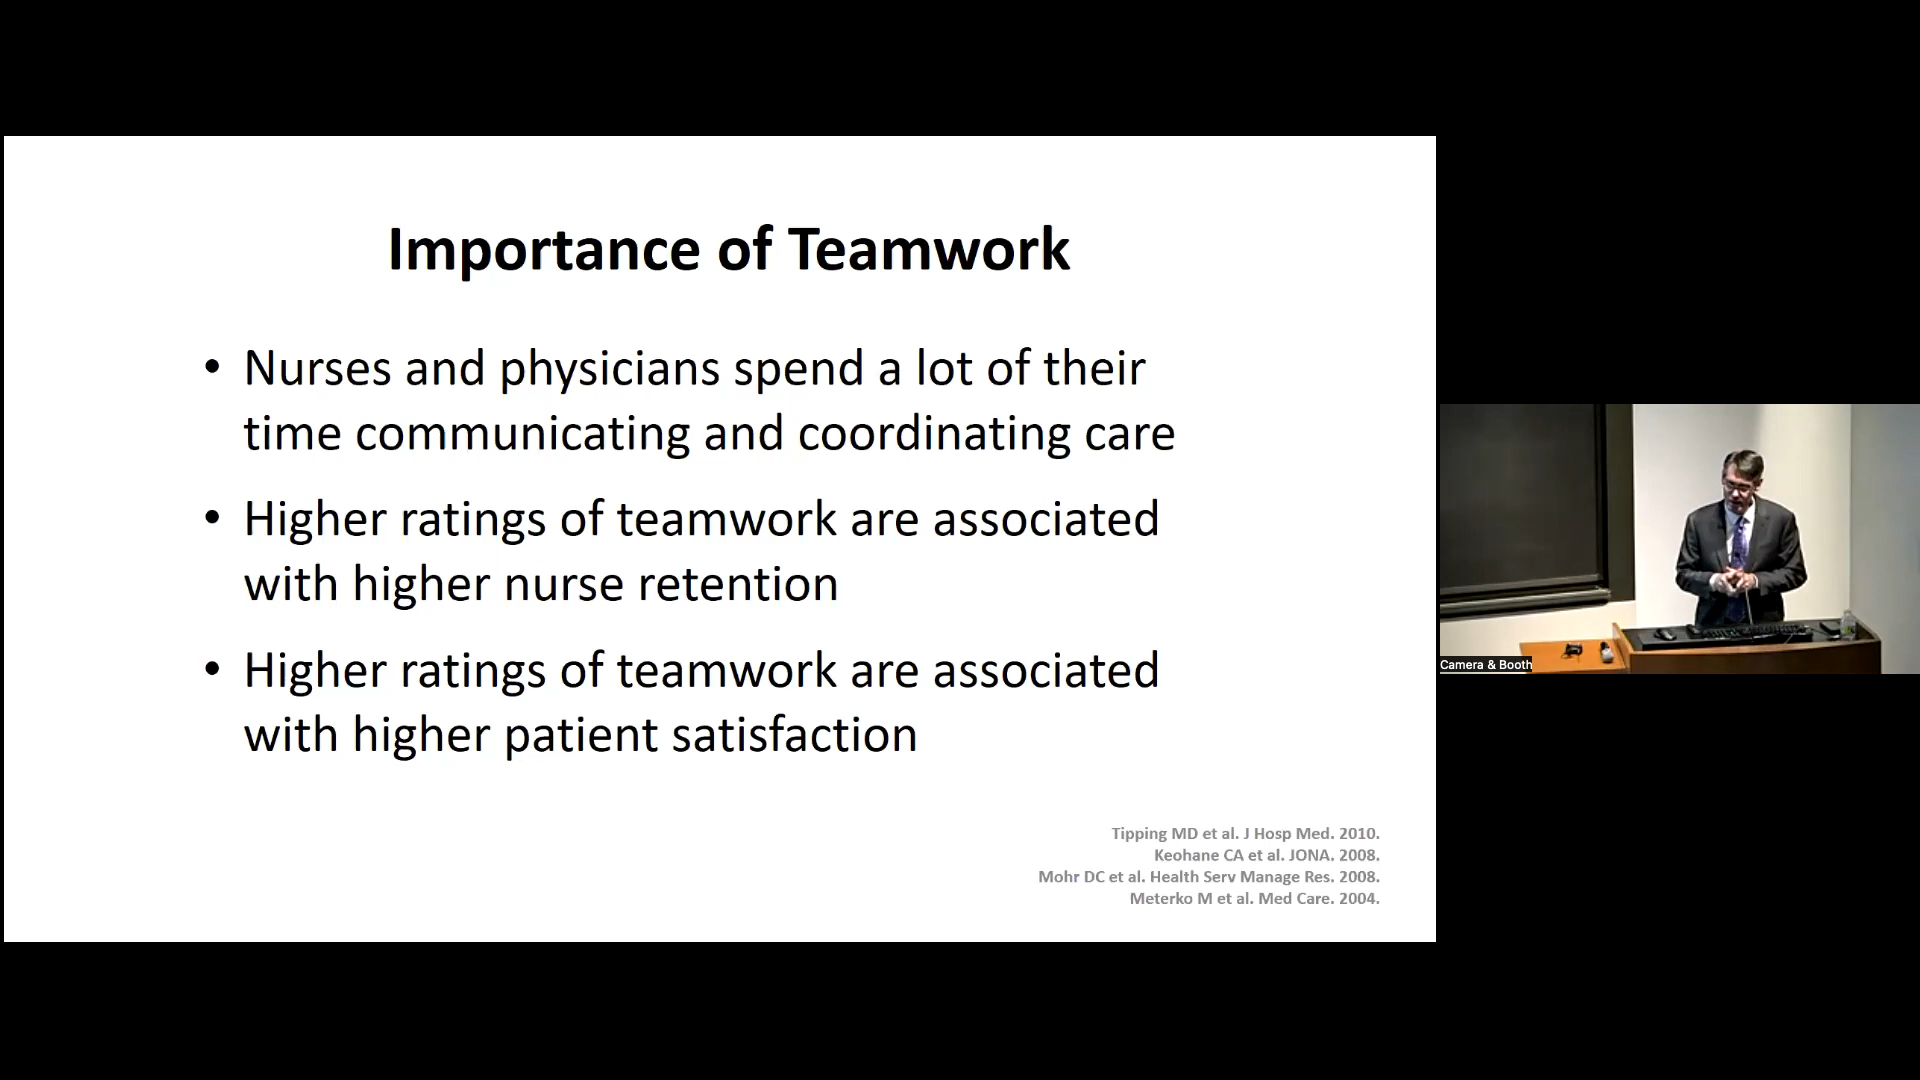 Importance of Teamwork
• Nurses and physicians spend a lot of their
time communicating and coordinating care
• Higher ratings of teamwork are associated
with higher nurse retention
• Higher ratings of teamwork are associated
with higher patient satisfaction
Tipping MD et al. J Hosp Med. 2010.
Keohane CA et al. JONA. 2008.
Mohr DC et al. Health Serv Manage Res. 2008.
Meterko M et al. Med Care. 2004.
Camera & Booth